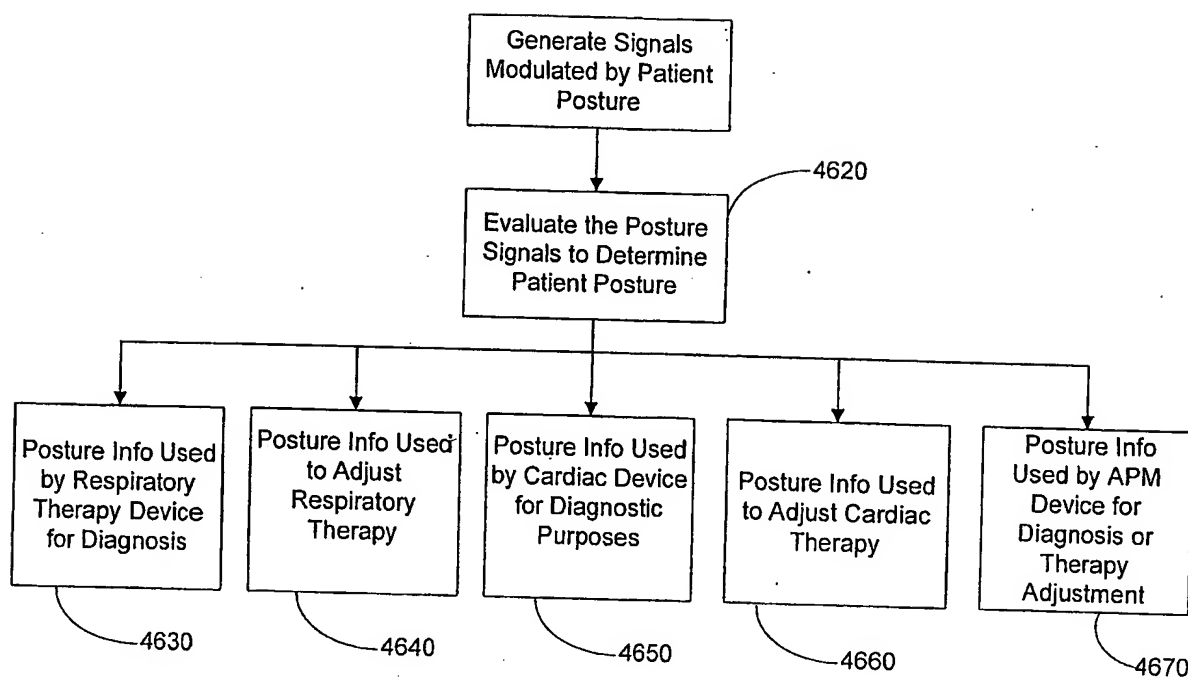 Generate Signals
Modulated by Patient
Posture
4620
Evaluate the Posture
Signals to Determine
Patient Posture
Posture Info Used
by Respiratory
Therapy Device
for Diagnosis
Posture Info Used
to Adjust
Respiratory
Therapy
Posture Info Used
by Cardiac Device
for Diagnostic
Purposes
Posture Info Used
to Adjust Cardiac
Therapy
Posture Info
Used by APM
Device for
Diagnosis or
Therapy
Adjustment
4630
4640
4650
4660
4670